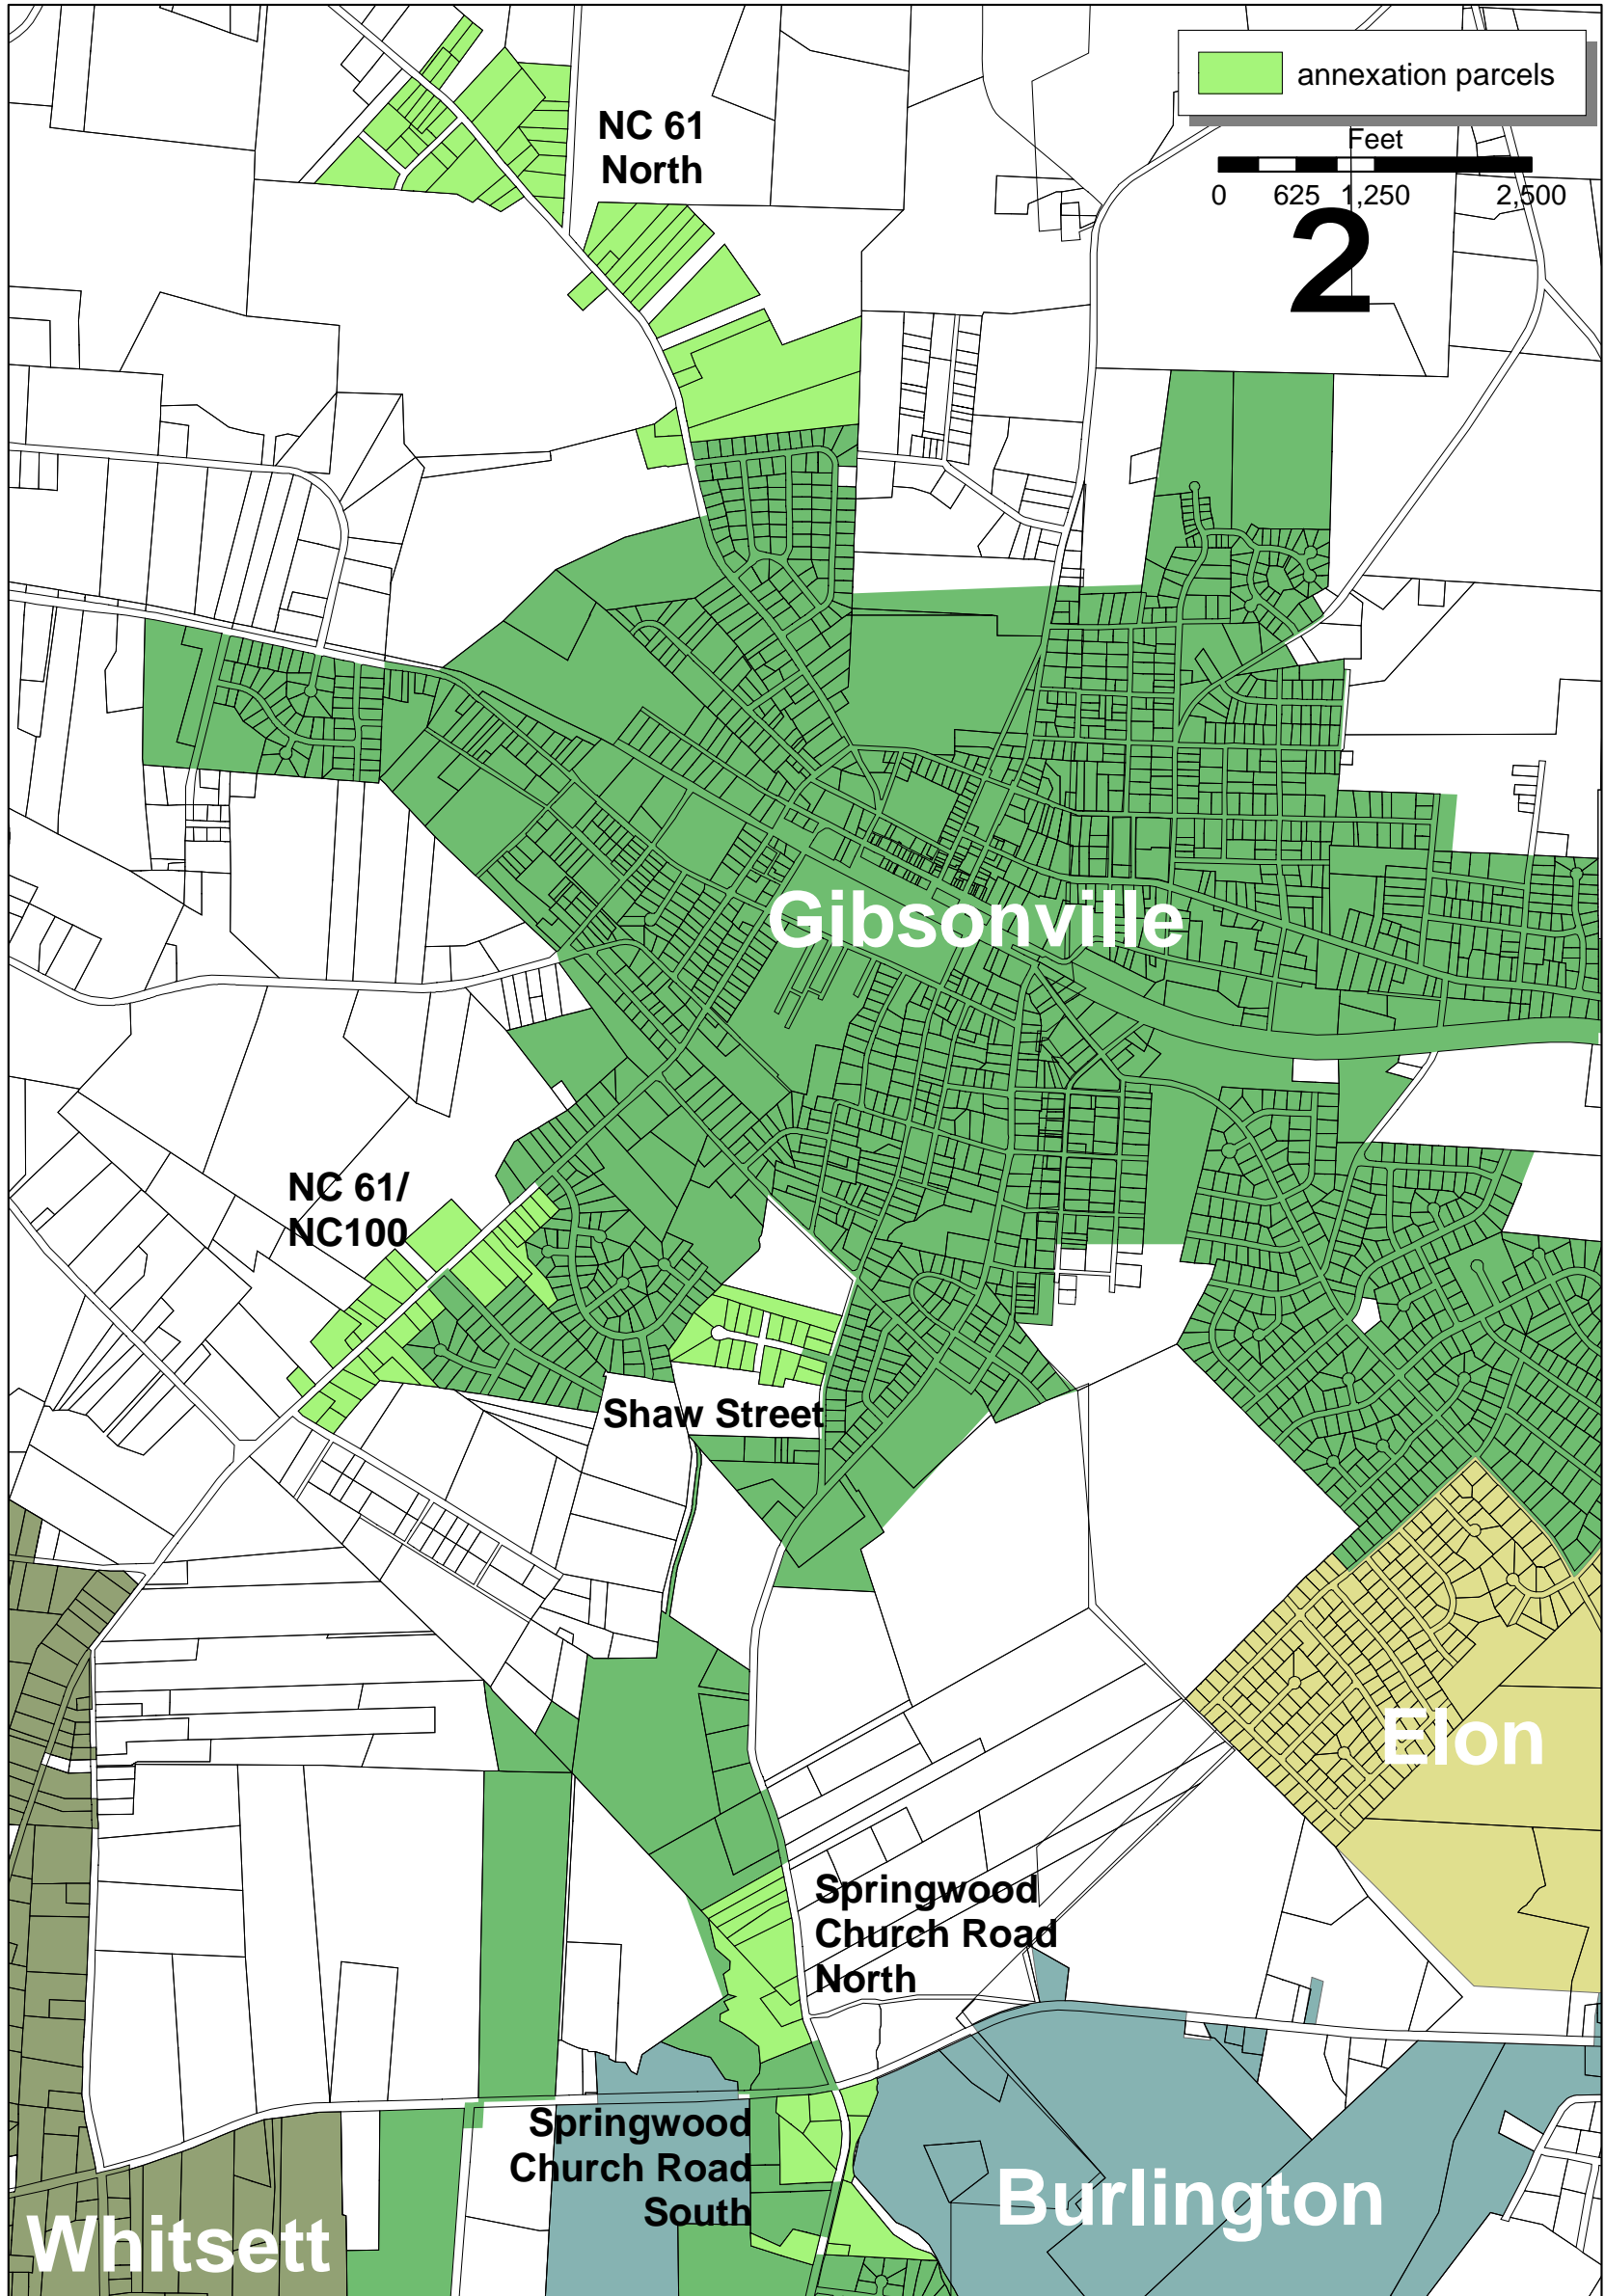 annexation parcels
Feet
0 625 1,250 2,500
2
NC 61
North
Gibsonville
NC 61/
NC100
Shaw Street
Elon
Springwood
Church Road
North
Springwood
Church Road
South
Burlington
Whitsett